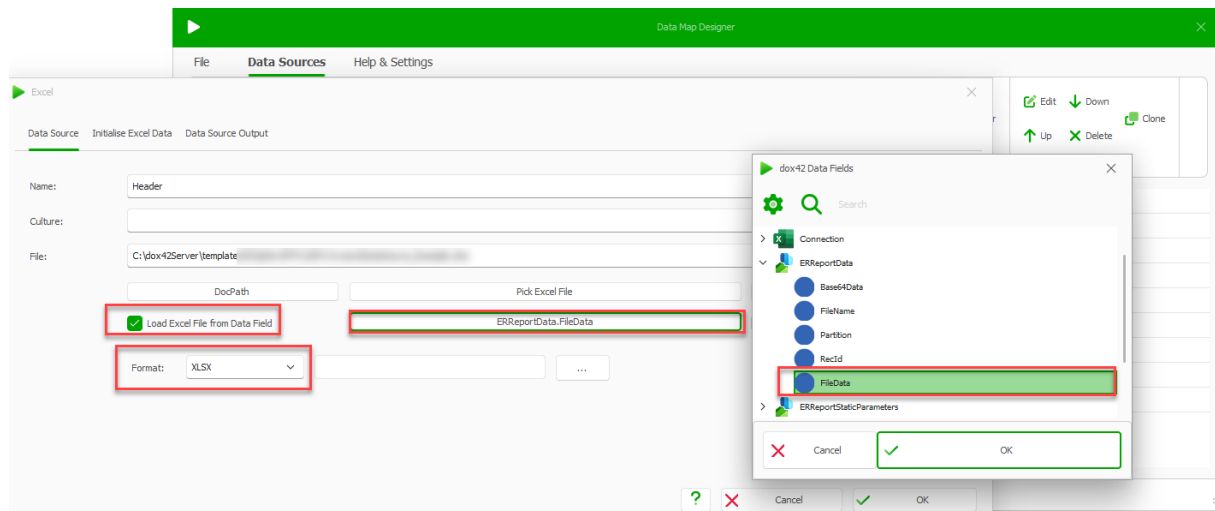 Data Map Designer
File Data Sources Help & Settings
Excel
Edit Down
Clone
Up Delete
r
Data Source Initialise Excel Data Data Source Output
Name: Header
Culture:
File: C:\dox42Server\template
DocPath Pick Excel File
Load Excel File from Data Field ERReportData.FileData
Format: XLSX ...
dox42 Data Fields
Search
Connection
ERReportData
Base64Data
FileName
Partition
RecId
FileData
ERReportStaticParameters
Cancel OK
? Cancel OK